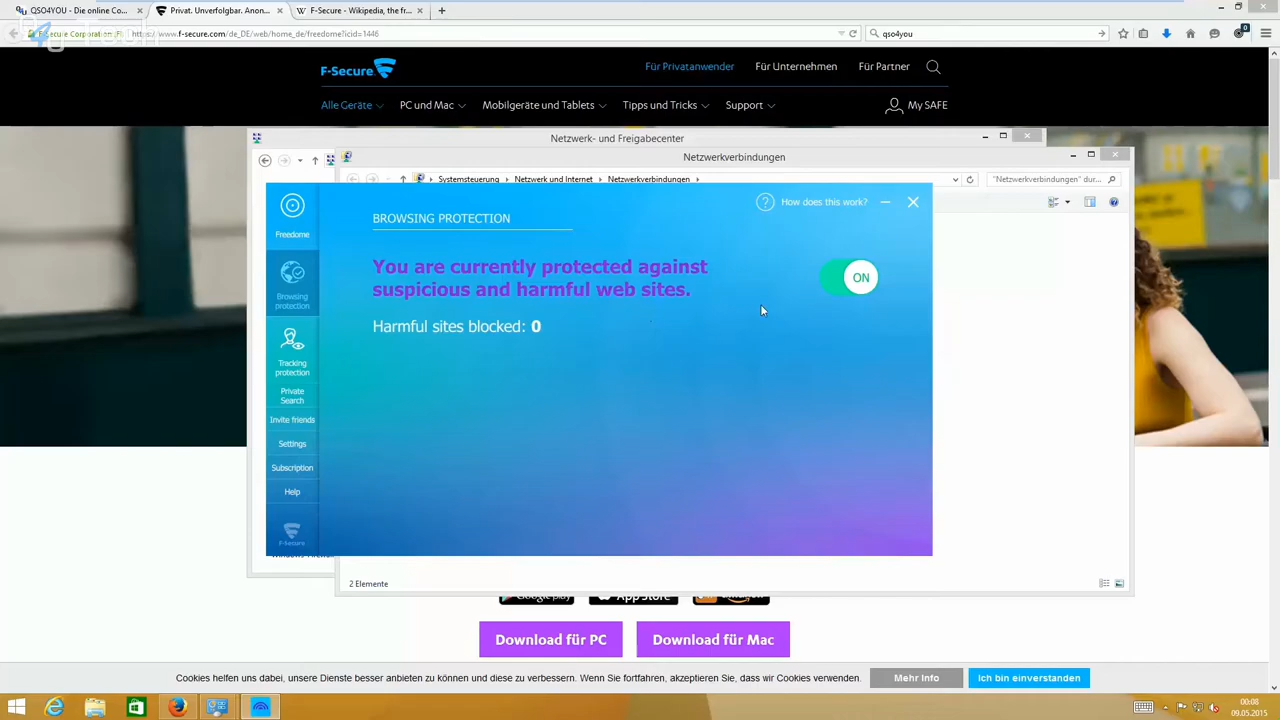 QSO4YOU - Die online Co...
Privat. Unverfolgbar. Anon...
F-Secure - Wikipedia, the fr...
https://www.f-secure.com/de_DE/web/home_de/freedome?icid=1446
qso4you
F-Secure
Für Privatanwender
Für Unternehmen
Für Partner
Alle Geräte
PC und Mac
Mobilgeräte und Tablets
Tipps und Tricks
Support
My SAFE
Netzwerk- und Freigabecenter
Netzwerkverbindungen
Systemsteuerung
Netzwerk und Internet
Netzwerkverbindungen
"Netzwerkverbindungen" dur...
Freedome
Browsing
protection
Tracking
protection
Private
Search
Invite friends
Settings
Subscription
Help
F-Secure
BROWSING PROTECTION
How does this work?
You are currently protected against
suspicious and harmful web sites.
ON
Harmful sites blocked: 0
2 Elemente
Download für PC
Download für Mac
Cookies helfen uns dabei, unsere Dienste besser anbieten zu können und diese zu verbessern. Wenn Sie fortfahren, akzeptieren Sie, dass wir Cookies verwenden.
Mehr Info
Ich bin einverstanden
00:08
09.05.2015